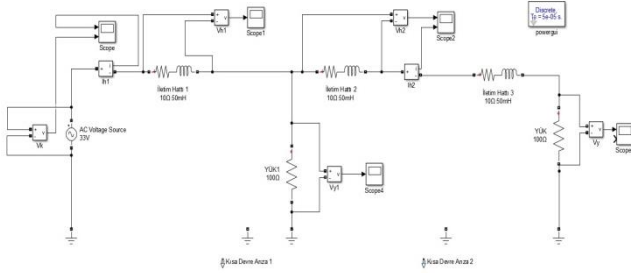 Discrete,
Ts = 5e-05 s.
powergui
Scope
Vh1
Scope1
Vh2
Scope2
Ih1
İletim Hattı 1
10Ω 50mH
İletim Hattı 2
10Ω 50mH
Ih2
İletim Hattı 3
10Ω 50mH
Vk
AC Voltage Source
33V
YÜK1
100Ω
Vy1
Scope4
YÜK
100Ω
Vy
Scope
Kısa Devre Arıza 1
Kısa Devre Arıza 2